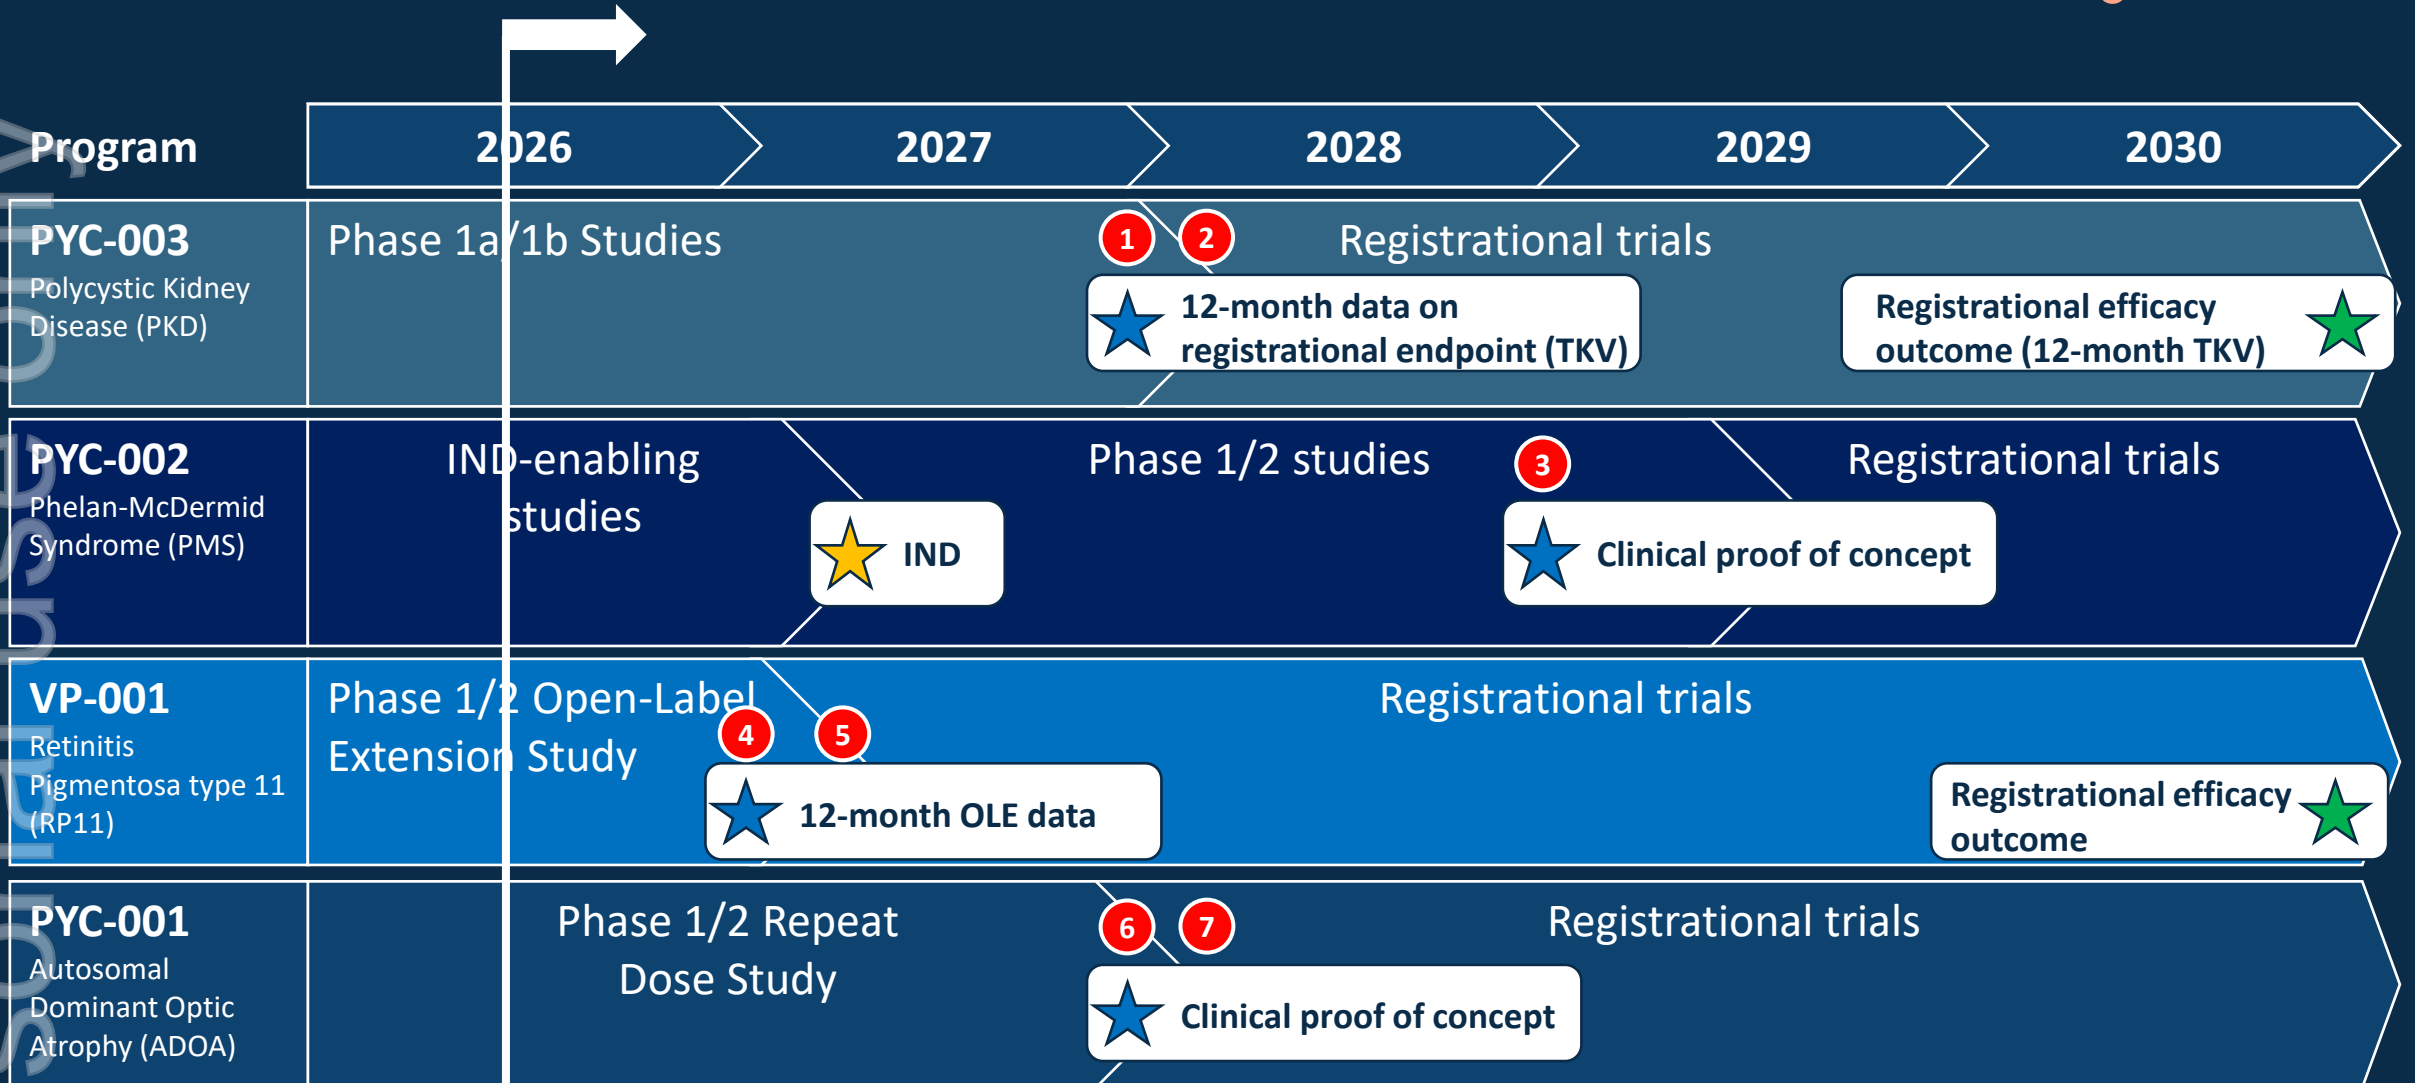 Program
2026
2027
2028
2029
2030
PYC-003
Polycystic Kidney
Disease (PKD)
Phase 1a/1b Studies
1
2
Registrational trials
12-month data on
registrational endpoint (TKV)
Registrational efficacy
outcome (12-month TKV)
PYC-002
Phelan-McDermid
Syndrome (PMS)
IND-enabling
studies
IND
Phase 1/2 studies
3
Clinical proof of concept
Registrational trials
VP-001
Retinitis
Pigmentosa type 11
(RP11)
Phase 1/2 Open-Label
Extension Study
4
5
12-month OLE data
Registrational trials
Registrational efficacy
outcome
PYC-001
Autosomal
Dominant Optic
Atrophy (ADOA)
Phase 1/2 Repeat
Dose Study
6
7
Clinical proof of concept
Registrational trials
use only